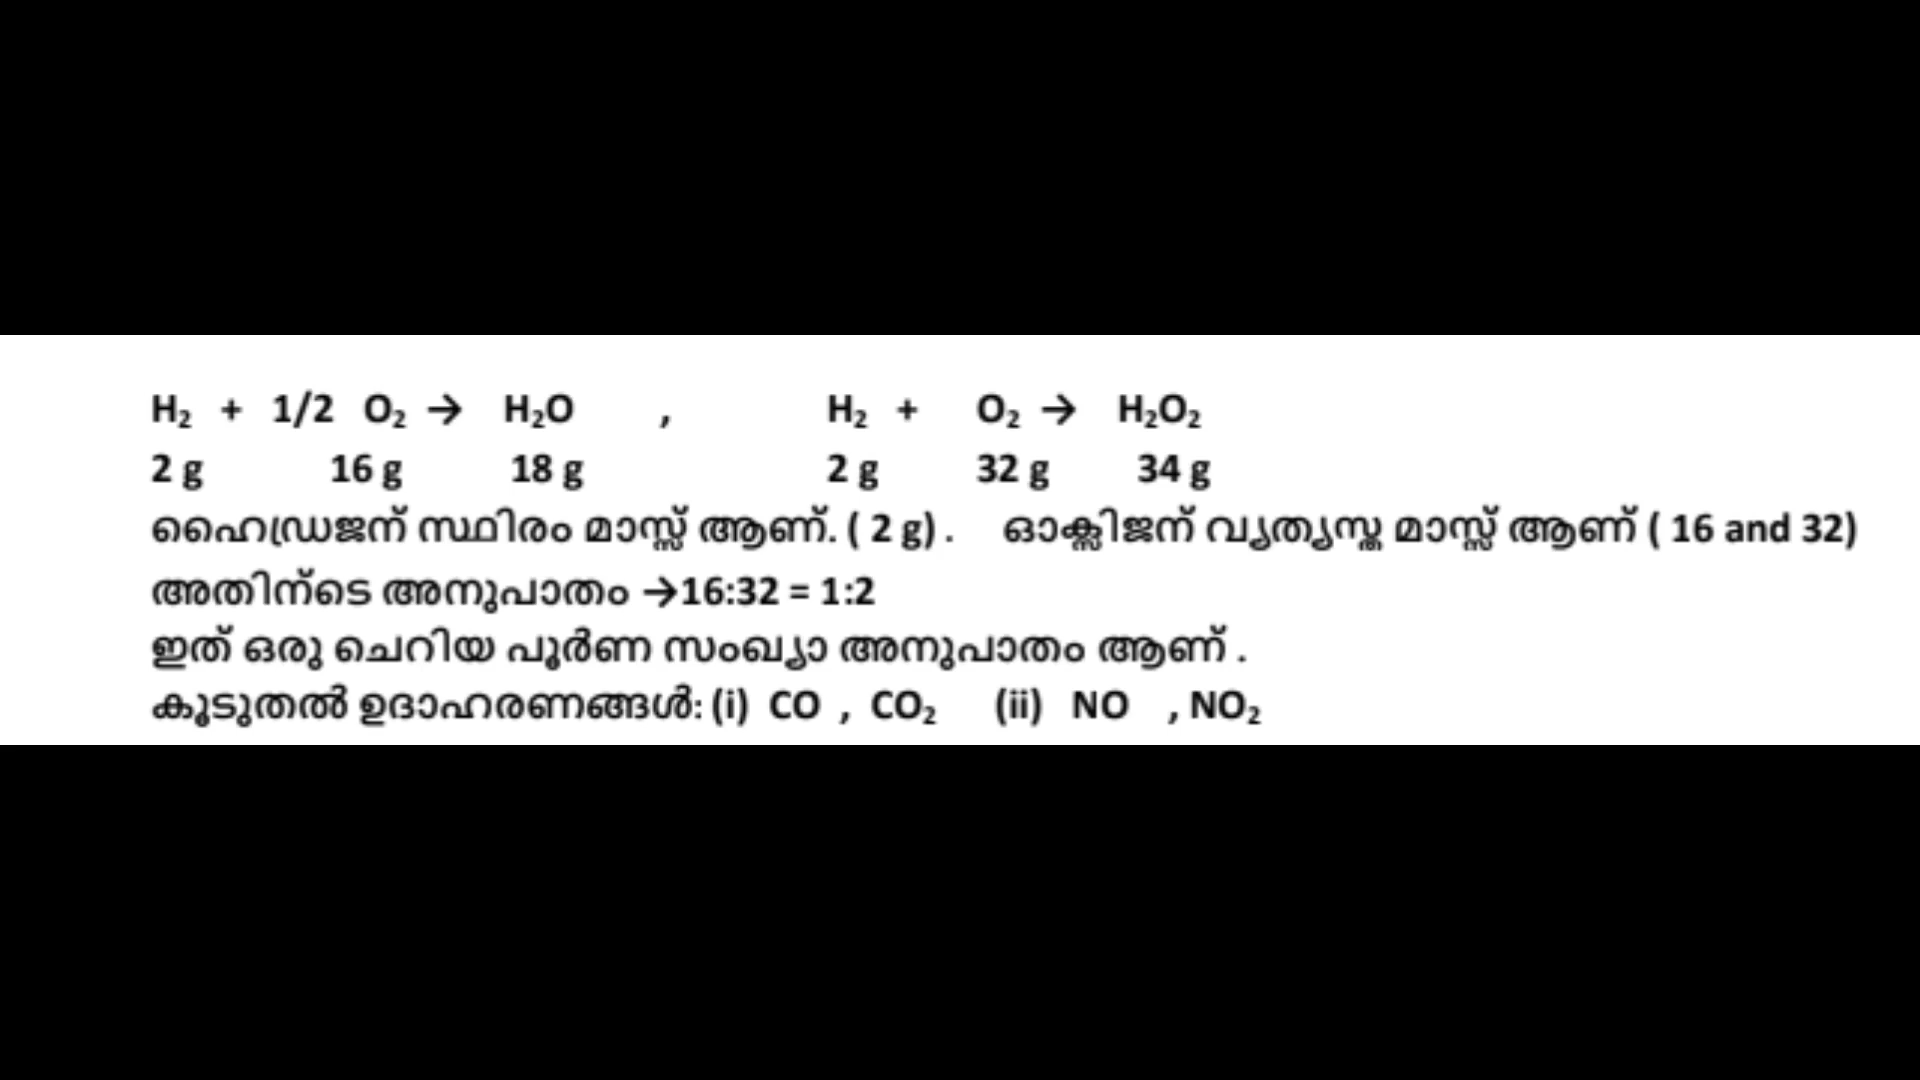 H₂ + 1/2 O₂ → H₂O , H₂ + O₂ → H₂O₂
2 g 16 g 18 g 2 g 32 g 34 g
ഹൈഡ്രജന് സ്ഥിരം മാസ്സ് ആണ്. ( 2 g) . ഓക്സിജന് വ്യത്യസ്ത മാസ്സ് ആണ് ( 16 and 32)
അതിന്ടെ അനുപാതം →16:32 = 1:2
ഇത് ഒരു ചെറിയ പൂർണ സംഖ്യാ അനുപാതം ആണ് .
കൂടുതൽ ഉദാഹരണങ്ങൾ: (i) CO , CO₂ (ii) NO , NO₂